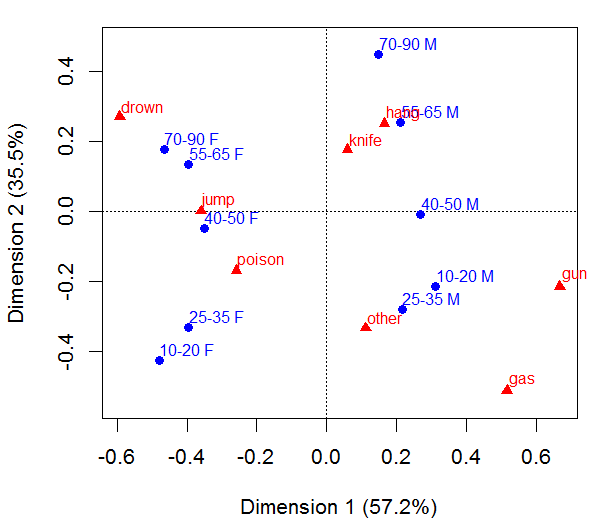 70-90 M
drown
hang
55-65 M
70-90 F
knife
55-65 F
jump
40-50 F
40-50 M
poison
10-20 M
gun
25-35 M
25-35 F
other
10-20 F
gas
0.4
0.2
0.0
-0.2
-0.4
Dimension 2 (35.5%)
-0.6 -0.4 -0.2 0.0 0.2 0.4 0.6
Dimension 1 (57.2%)